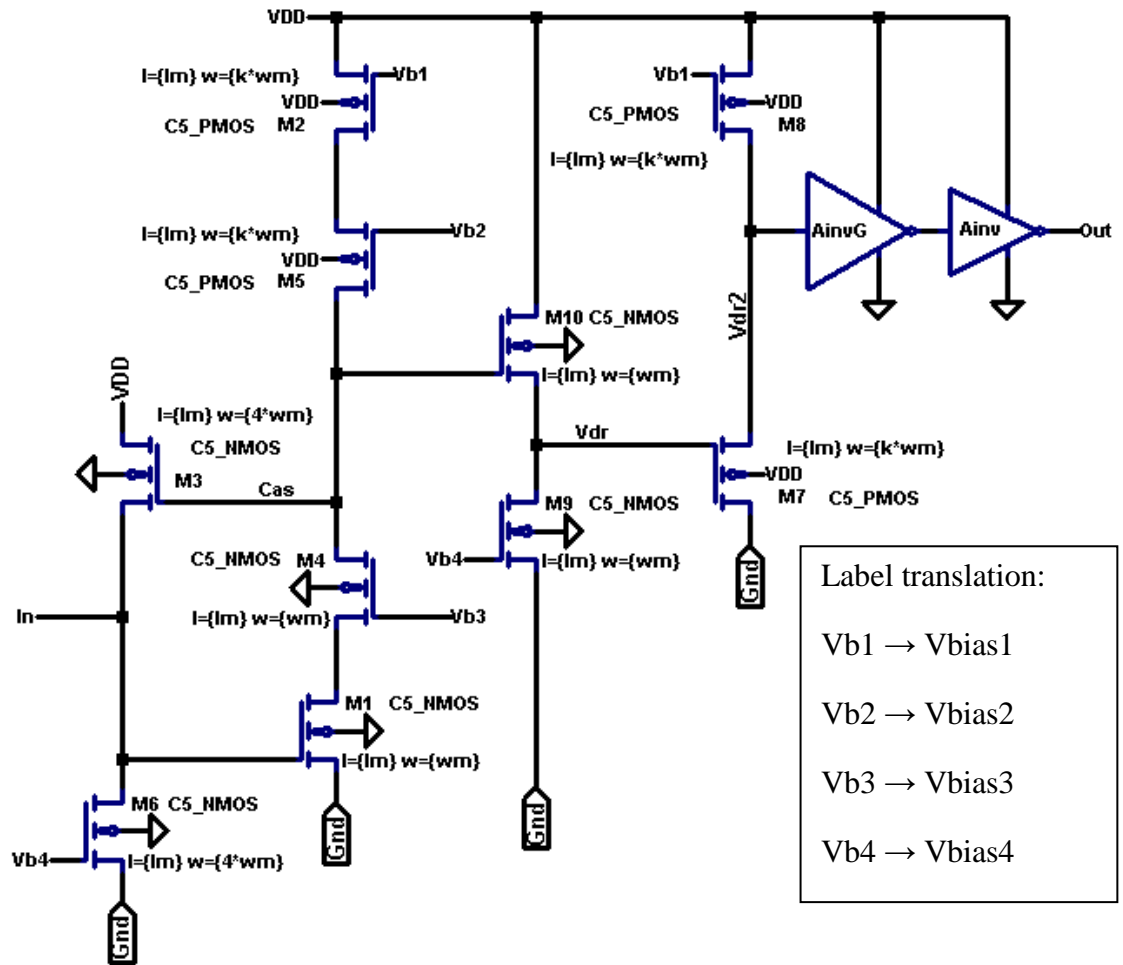 VDD
l={lm} w={k*wm}
Vb1
VDD
C5_PMOS M2
Vb1
VDD
C5_PMOS M8
l={lm} w={k*wm}
l={lm} w={k*wm}
Vb2
VDD
C5_PMOS M5
AinvG
Ainv
Out
Vdr2
M10 C5_NMOS
l={lm} w={wm}
VDD
l={lm} w={4*wm}
C5_NMOS
M3
Cas
Vdr
l={lm} w={k*wm}
VDD
M7 C5_PMOS
M9 C5_NMOS
Vb4
l={lm} w={wm}
Gnd
C5_NMOS M4
l={lm} w={wm}
Vb3
In
M1 C5_NMOS
l={lm} w={wm}
Gnd
Gnd
M6 C5_NMOS
Vb4
l={lm} w={4*wm}
Gnd
Label translation:
Vb1 → Vbias1
Vb2 → Vbias2
Vb3 → Vbias3
Vb4 → Vbias4